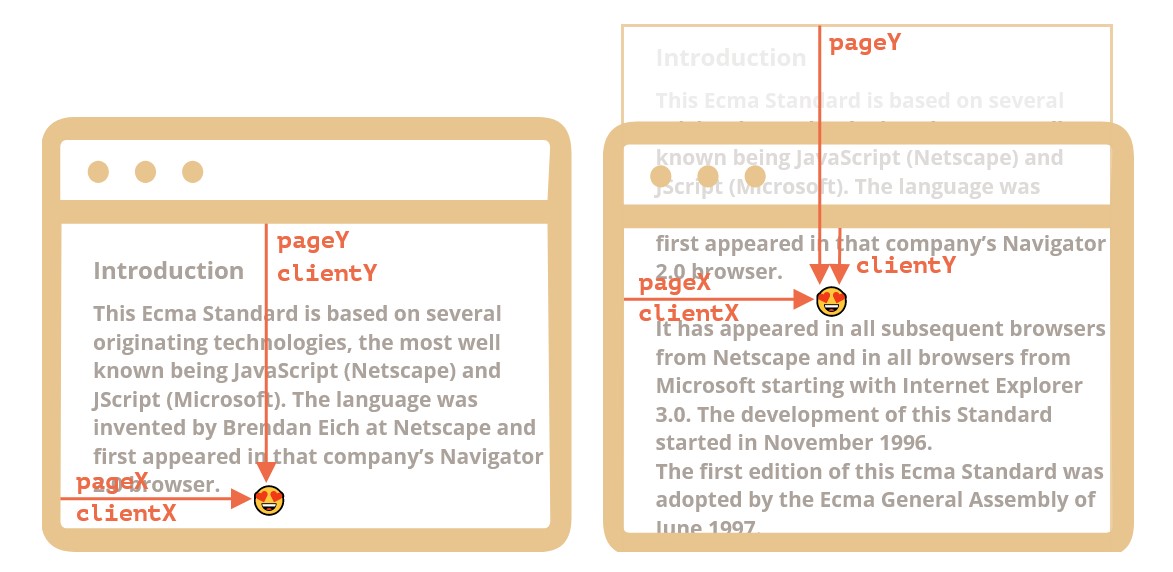 pageY
clientY
Introduction
This Ecma Standard is based on several
originating technologies, the most well
known being JavaScript (Netscape) and
JScript (Microsoft). The language was
invented by Brendan Eich at Netscape and
first appeared in that company’s Navigator
2.0 browser.
pageX
clientX
pageY
Introduction
This Ecma Standard is based on several
known being JavaScript (Netscape) and
JScript (Microsoft). The language was
first appeared in that company’s Navigator
2.0 browser.
clientY
pageX
clientX
It has appeared in all subsequent browsers
from Netscape and in all browsers from
Microsoft starting with Internet Explorer
3.0. The development of this Standard
started in November 1996.
The first edition of this Ecma Standard was
adopted by the Ecma General Assembly of
June 1997.